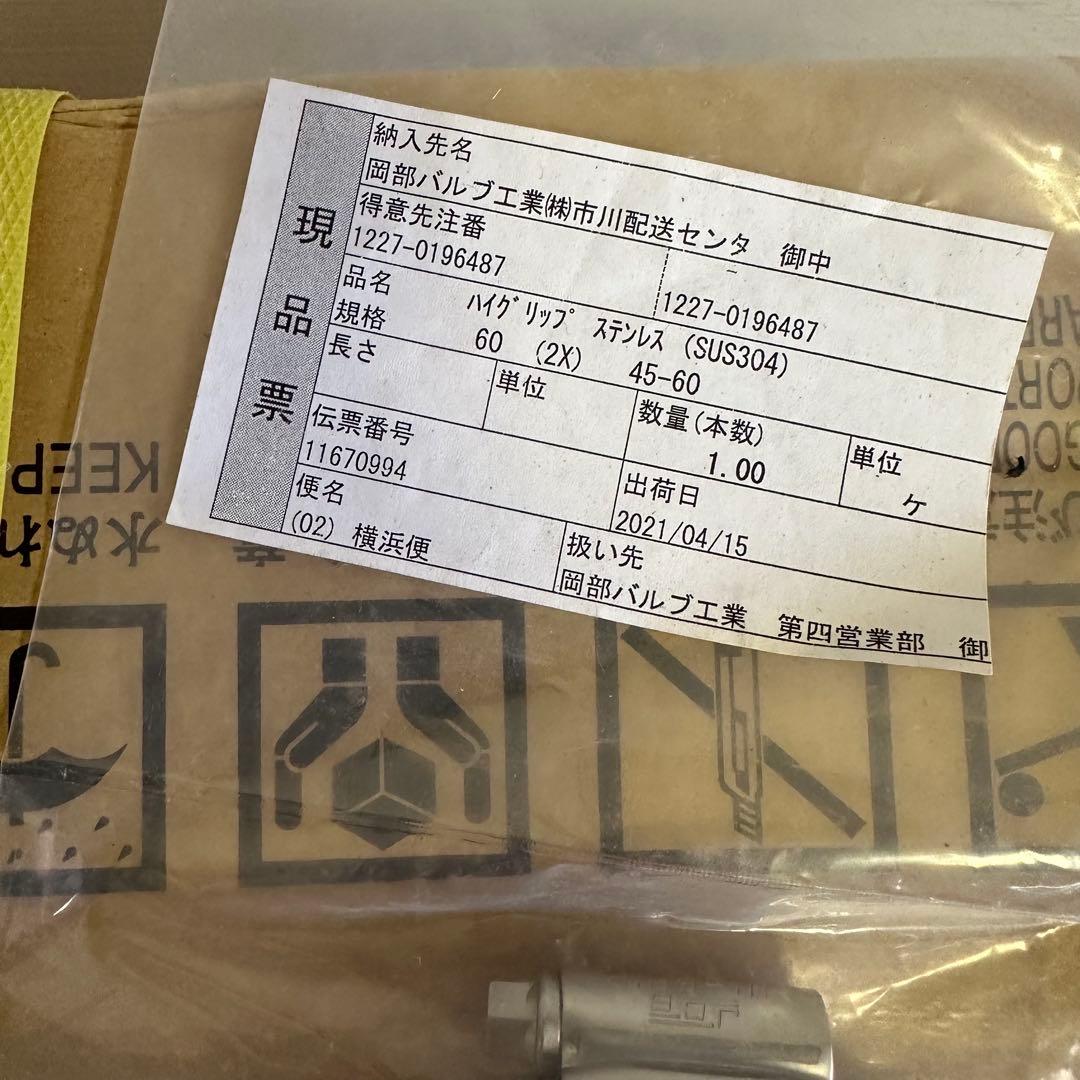 現品票
納入先名
岡部バルブ工業㈱市川配送センタ 御中
得意先注番
1227-0196487
1227-0196487
品名 ﾊｲｸﾞﾘｯﾌﾟ ｽﾃﾝﾚｽ (SUS304)
規格 60 (2X) 45-60
長さ
単位
数量(本数)
1.00
単位
ケ
伝票番号
11670994
出荷日
2021/04/15
便名
(02) 横浜便
扱い先
岡部バルブ工業 第四営業部 御
KEEP
水ぬれ
注